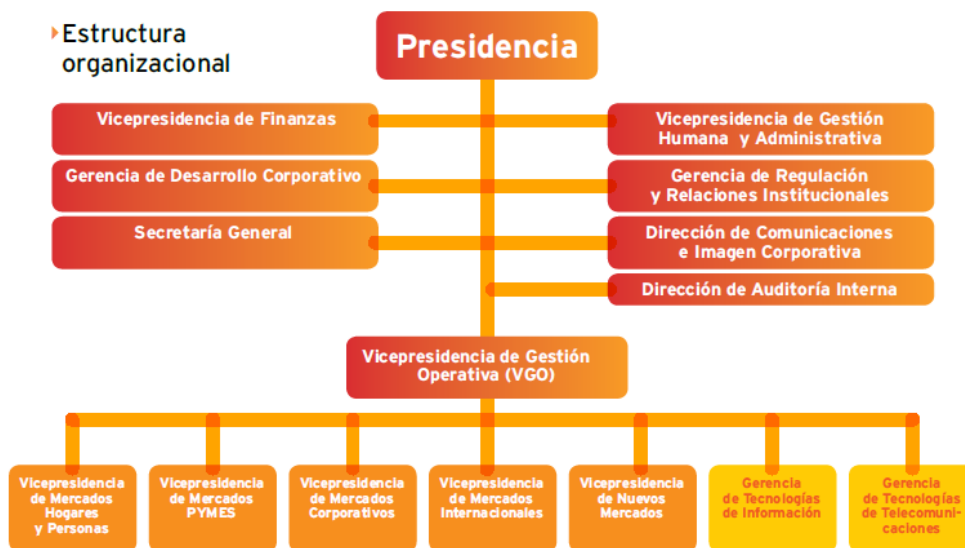 Estructura
organizacional
Presidencia
Vicepresidencia de Finanzas
Vicepresidencia de Gestión
Humana y Administrativa
Gerencia de Desarrollo Corporativo
Gerencia de Regulación
y Relaciones Institucionales
Secretaría General
Dirección de Comunicaciones
e Imagen Corporativa
Dirección de Auditoría Interna
Vicepresidencia de Gestión
Operativa (VGO)
Vicepresidencia
de Mercados
Hogares
y Personas
Vicepresidencia
de Mercados
PYMES
Vicepresidencia
de Mercados
Corporativos
Vicepresidencia
de Mercados
Internacionales
Vicepresidencia
de Nuevos
Mercados
Gerencia
de Tecnologías
de Información
Gerencia
de Tecnologías
de Telecomuni-
caciones